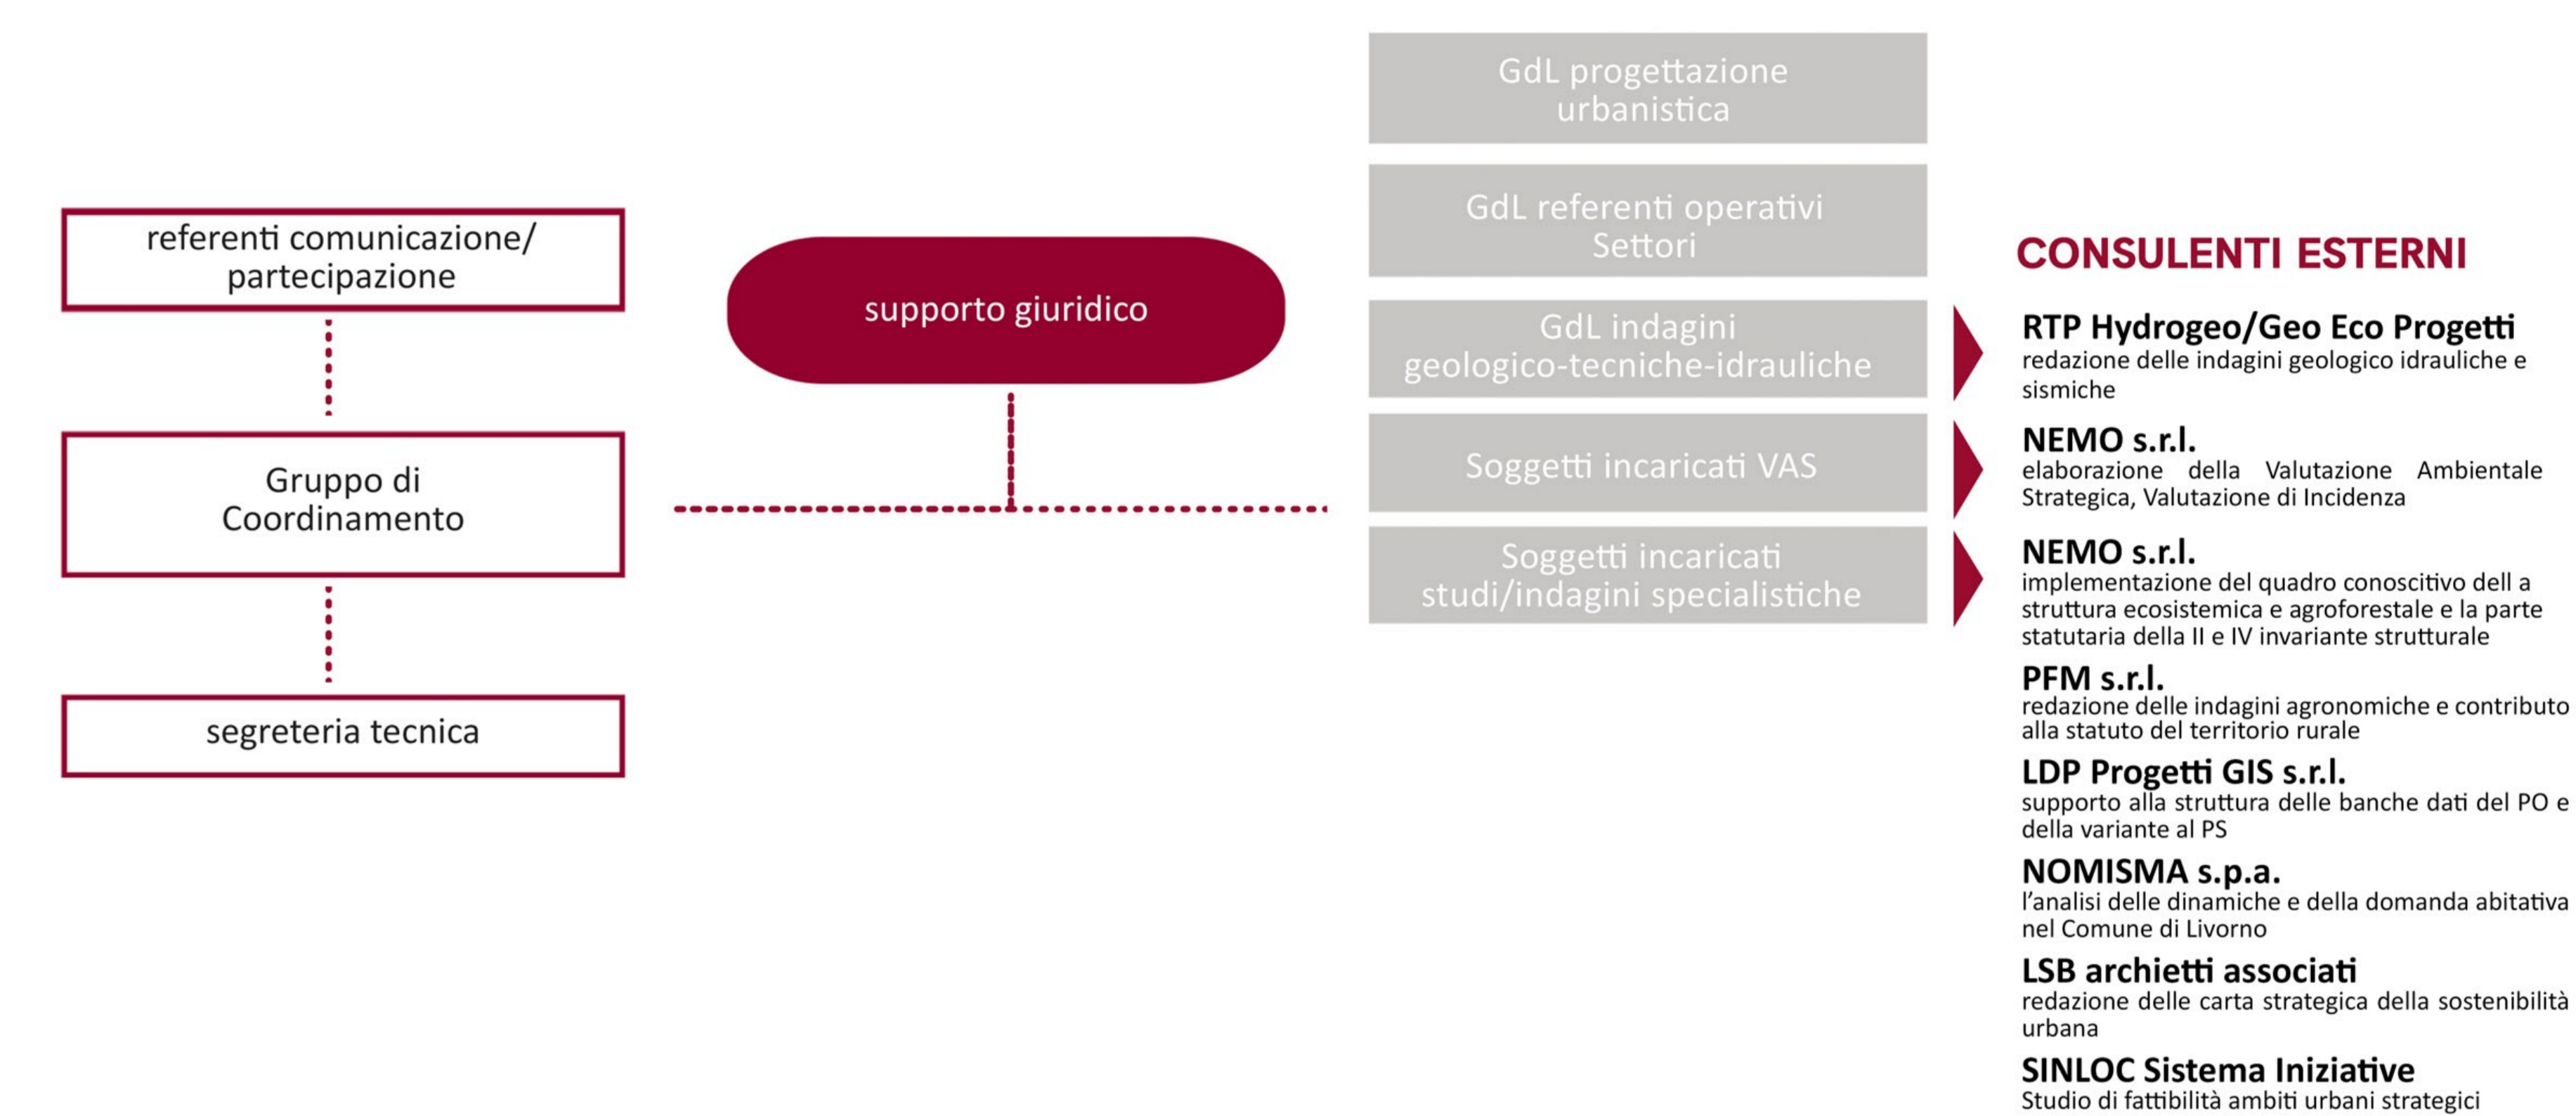 referenti comunicazione/
partecipazione
Gruppo di
Coordinamento
segreteria tecnica
supporto giuridico
GdL progettazione
urbanistica
GdL referenti operativi
Settori
GdL indagini
geologico-tecniche-idrauliche
Soggetti incaricati VAS
Soggetti incaricati
studi/indagini specialistiche
CONSULENTI ESTERNI
RTP Hydrogeo/Geo Eco Progetti
redazione delle indagini geologico idrauliche e
sismiche
NEMO s.r.l.
elaborazione della Valutazione Ambientale
Strategica, Valutazione di Incidenza
NEMO s.r.l.
implementazione del quadro conoscitivo dell a
struttura ecosistemica e agroforestale e la parte
statutaria della II e IV invariante strutturale
PFM s.r.l.
redazione delle indagini agronomiche e contributo
alla statuto del territorio rurale
LDP Progetti GIS s.r.l.
supporto alla struttura delle banche dati del PO e
della variante al PS
NOMISMA s.p.a.
l'analisi delle dinamiche e della domanda abitativa
nel Comune di Livorno
LSB archietti associati
redazione delle carta strategica della sostenibilità
urbana
SINLOC Sistema Iniziative
Studio di fattibilità ambiti urbani strategici